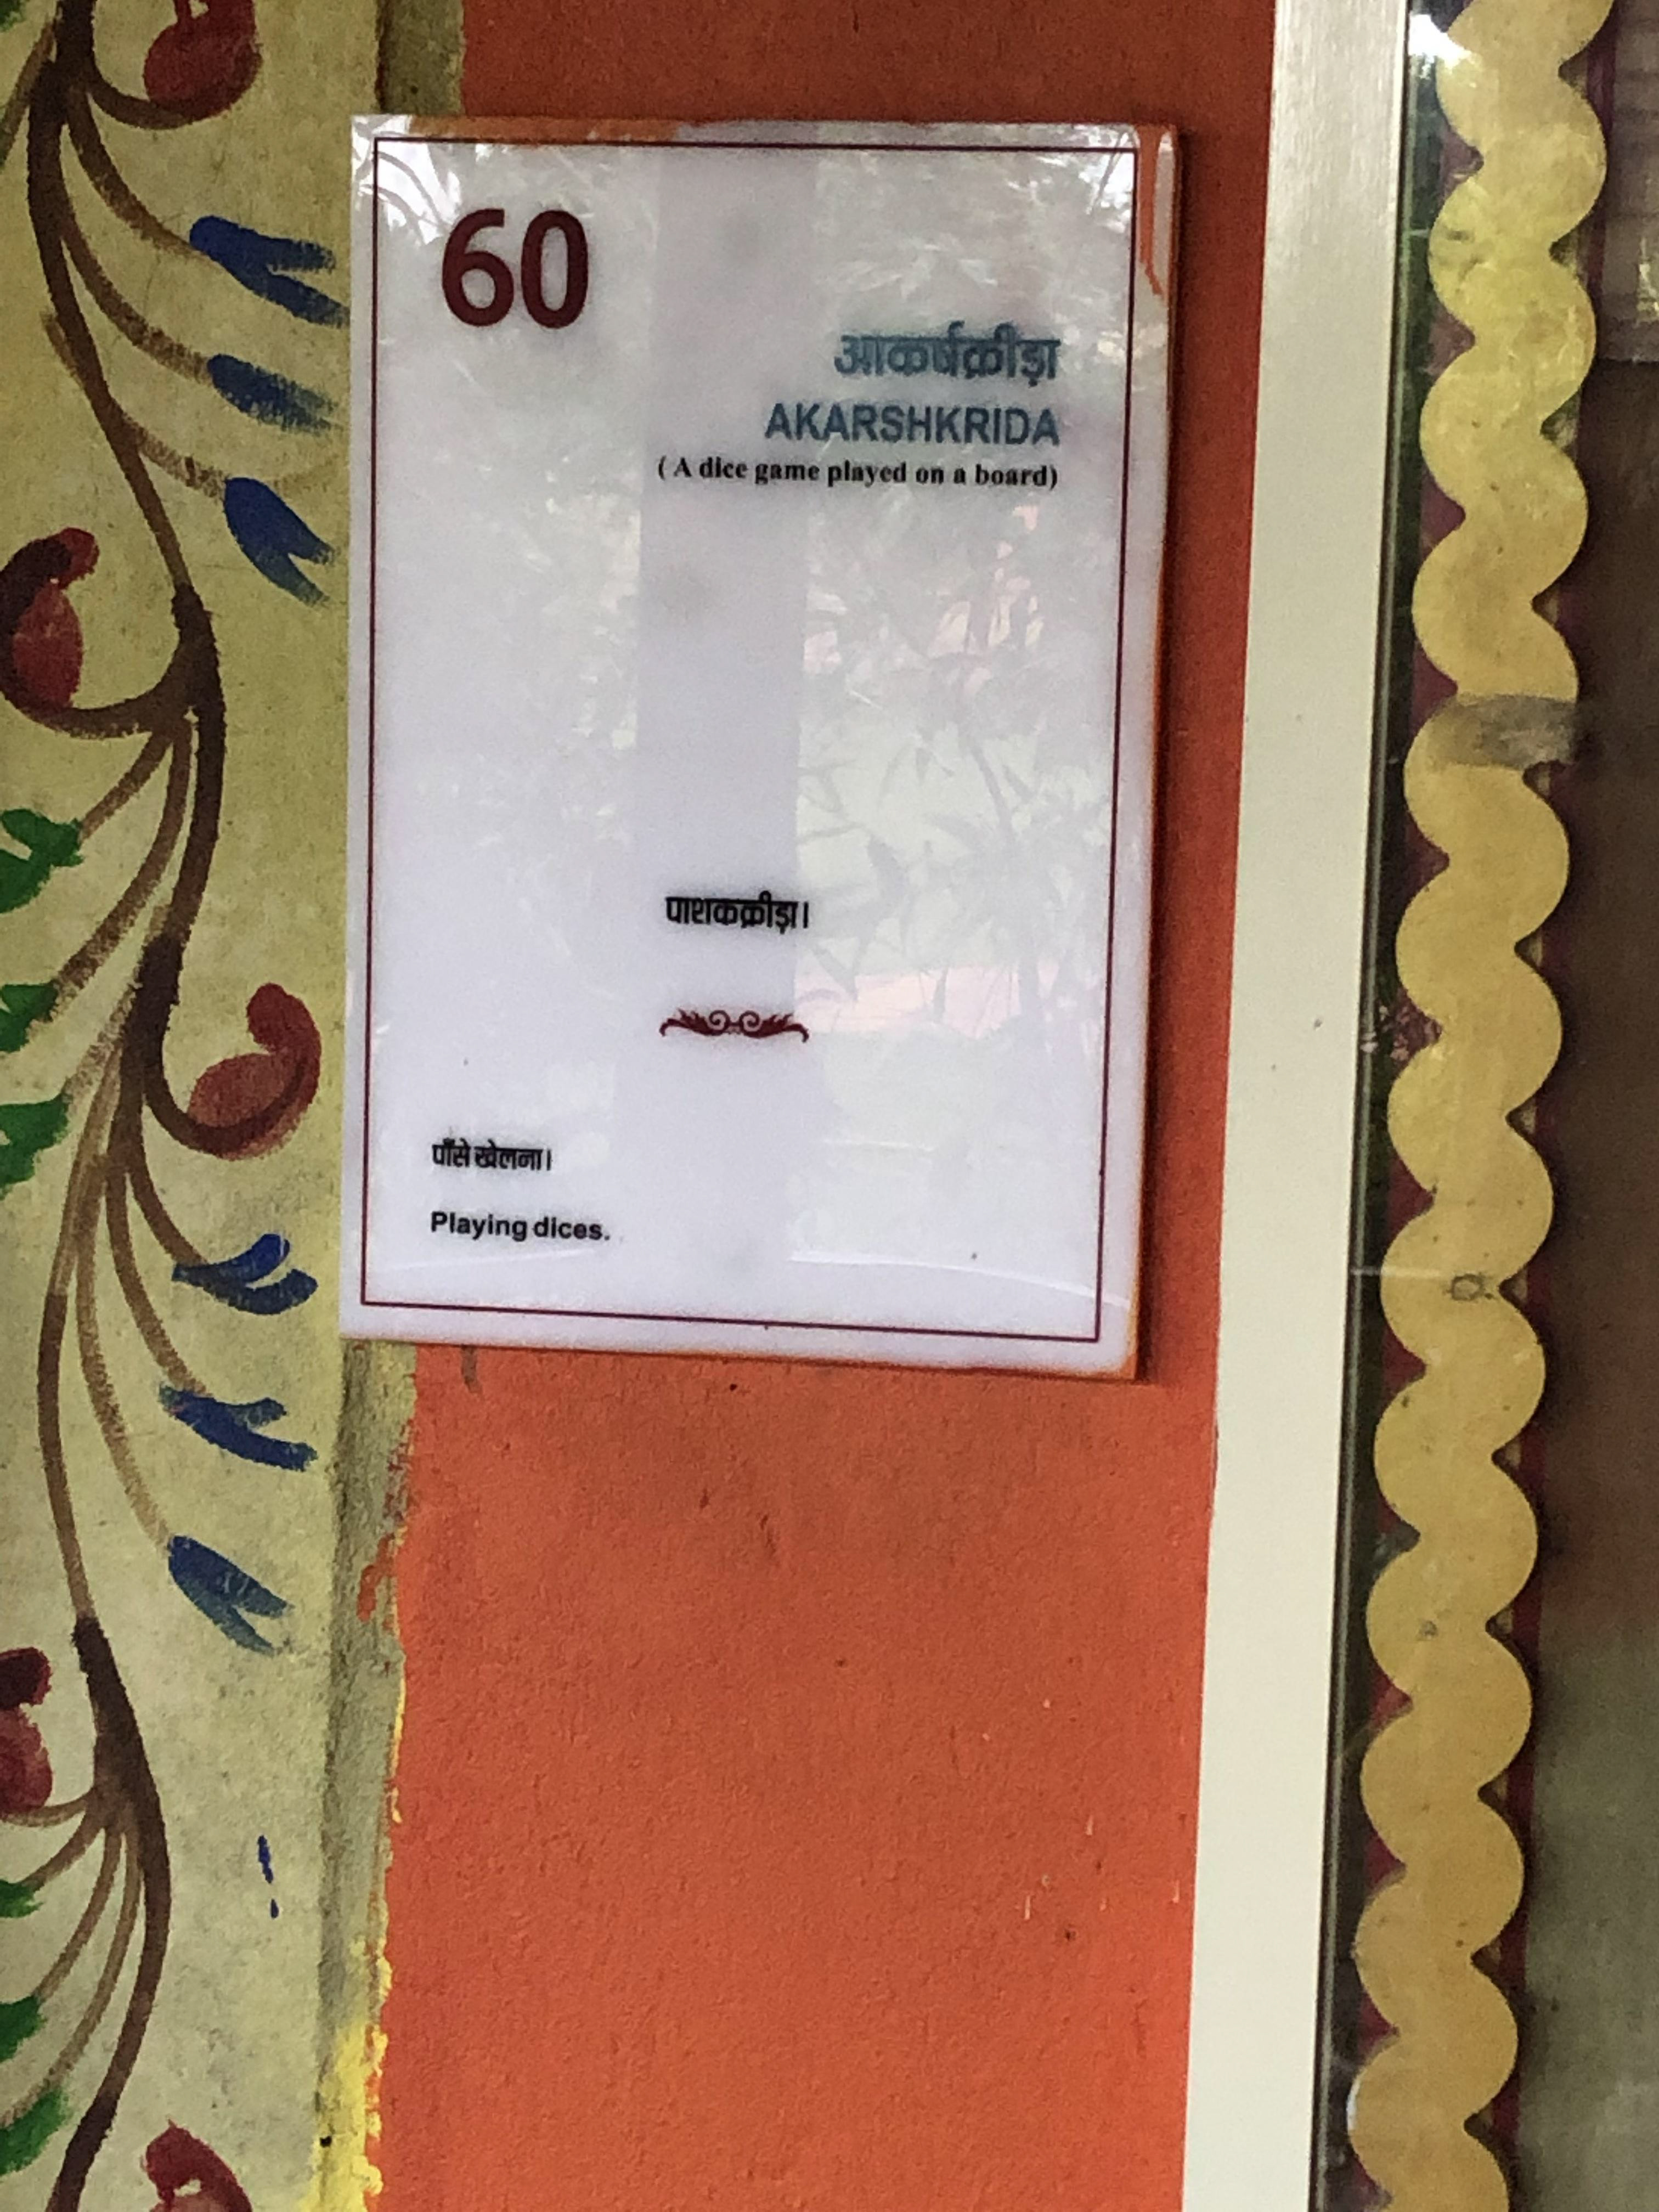 60
आकर्षक्रीड़ा
AKARSHKRIDA
( A dice game played on a board)
पाशकक्रीड़ा।
पाँसे खेलना।
Playing dices.